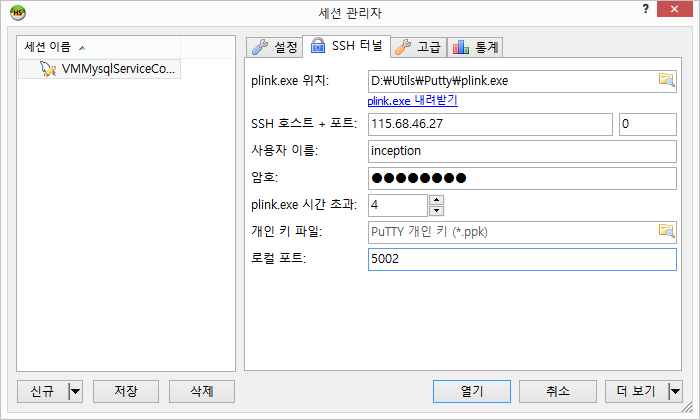 세션 관리자
HS
?
세션 이름
VMMysqlServiceCo...
설정
SSH 터널
고급
통계
plink.exe 위치: D:₩Utils₩Putty₩plink.exe
plink.exe 내려받기
SSH 호스트 + 포트: 115.68.46.27 0
사용자 이름: inception
암호: ●●●●●●●●
plink.exe 시간 초과: 4
개인 키 파일: PuTTY 개인 키 (*.ppk)
로컬 포트: 5002
신규 저장 삭제 열기 취소 더 보기